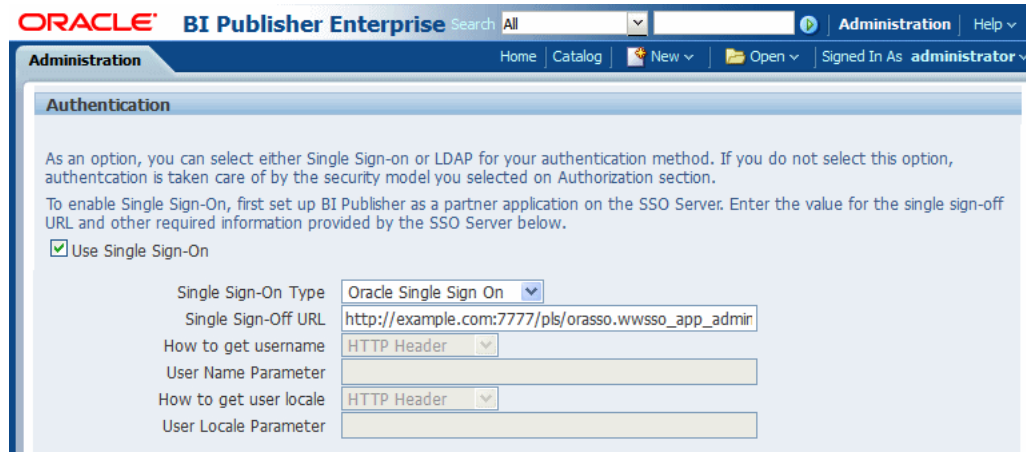 ORACLE BI Publisher Enterprise Search All Administration Help
Administration Home Catalog New Open Signed In As administrator
Authentication
As an option, you can select either Single Sign-on or LDAP for your authentication method. If you do not select this option,
authentcation is taken care of by the security model you selected on Authorization section.
To enable Single Sign-On, first set up BI Publisher as a partner application on the SSO Server. Enter the value for the single sign-off
URL and other required information provided by the SSO Server below.
Use Single Sign-On
Single Sign-On Type Oracle Single Sign On
Single Sign-Off URL http://example.com:7777/pls/orasso.wwsso_app_admin
How to get username HTTP Header
User Name Parameter
How to get user locale HTTP Header
User Locale Parameter